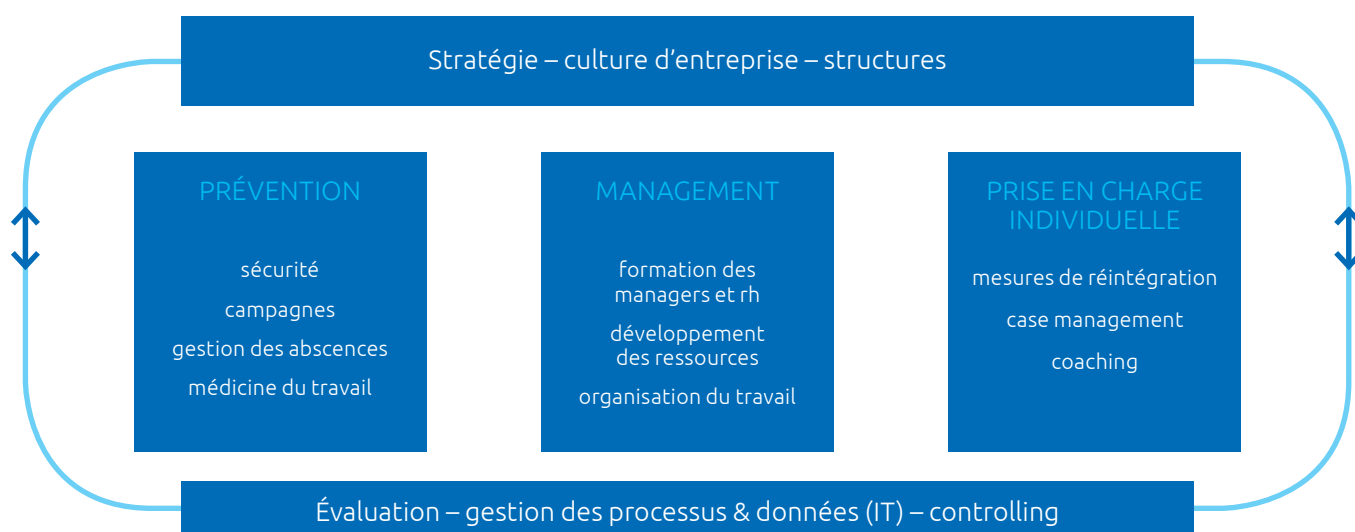 Stratégie – culture d’entreprise – structures
PRÉVENTION
sécurité
campagnes
gestion des abscences
médicine du travail
MANAGEMENT
formation des
managers et rh
développement
des ressources
organisation du travail
PRISE EN CHARGE
INDIVIDUELLE
mesures de réintégration
case management
coaching
Évaluation – gestion des processus & données (IT) – controlling